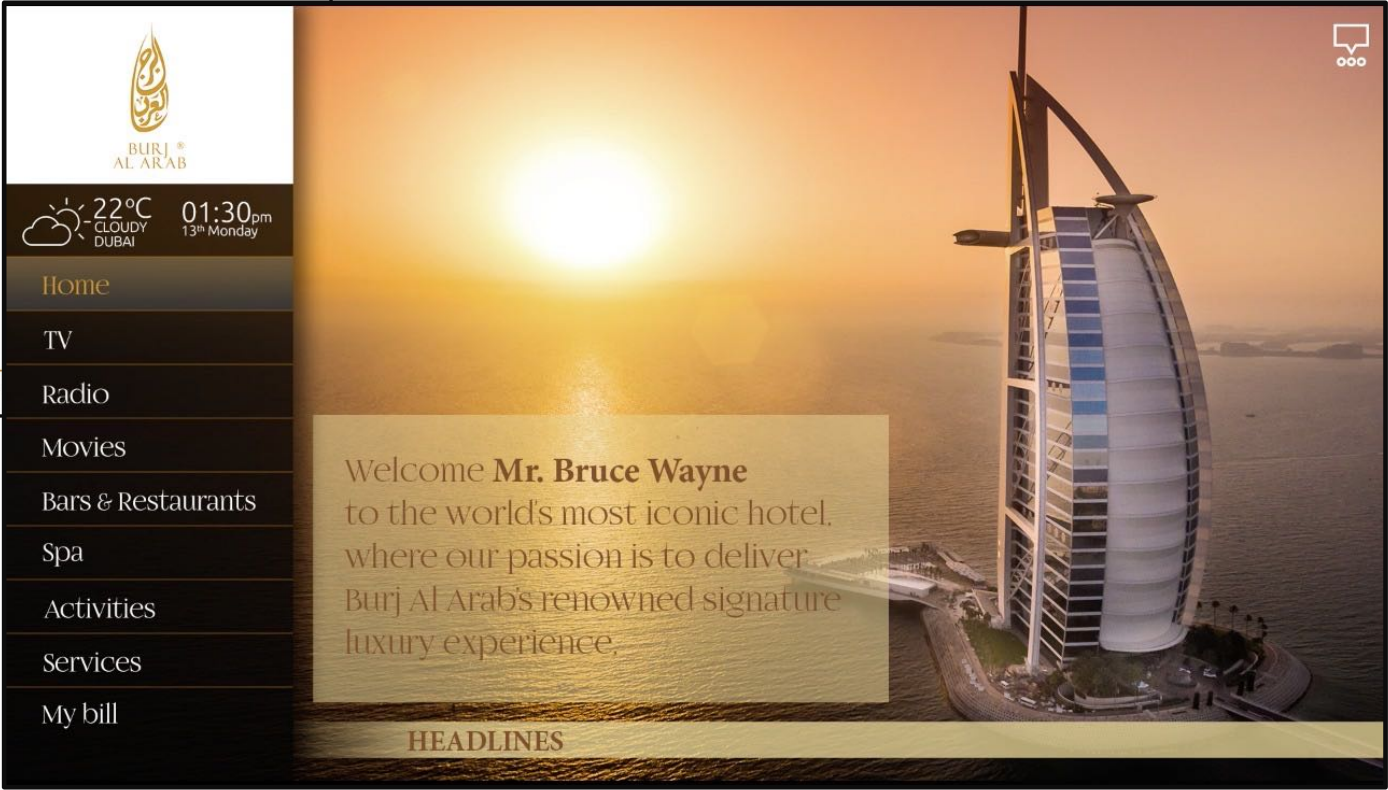 برج
العرب
BURJ ®
AL ARAB
22°C
CLOUDY
DUBAI
01:30pm
13th Monday
Home
TV
Radio
Movies
Bars & Restaurants
Spa
Activities
Services
My bill
Welcome Mr. Bruce Wayne
to the world's most iconic hotel,
where our passion is to deliver
Burj Al Arab's renowned signature
luxury experience,
HEADLINES